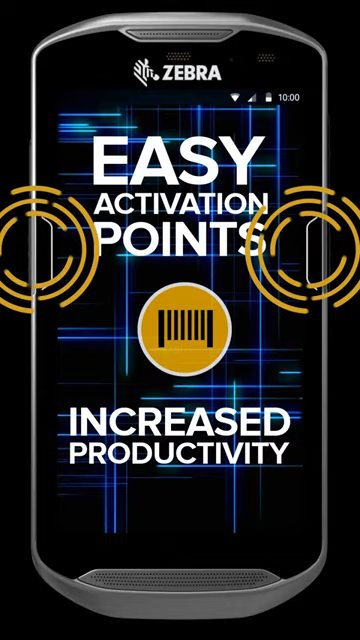 ZEBRA
10:00
EASY
ACTIVATION
POINTS
INCREASED
PRODUCTIVITY